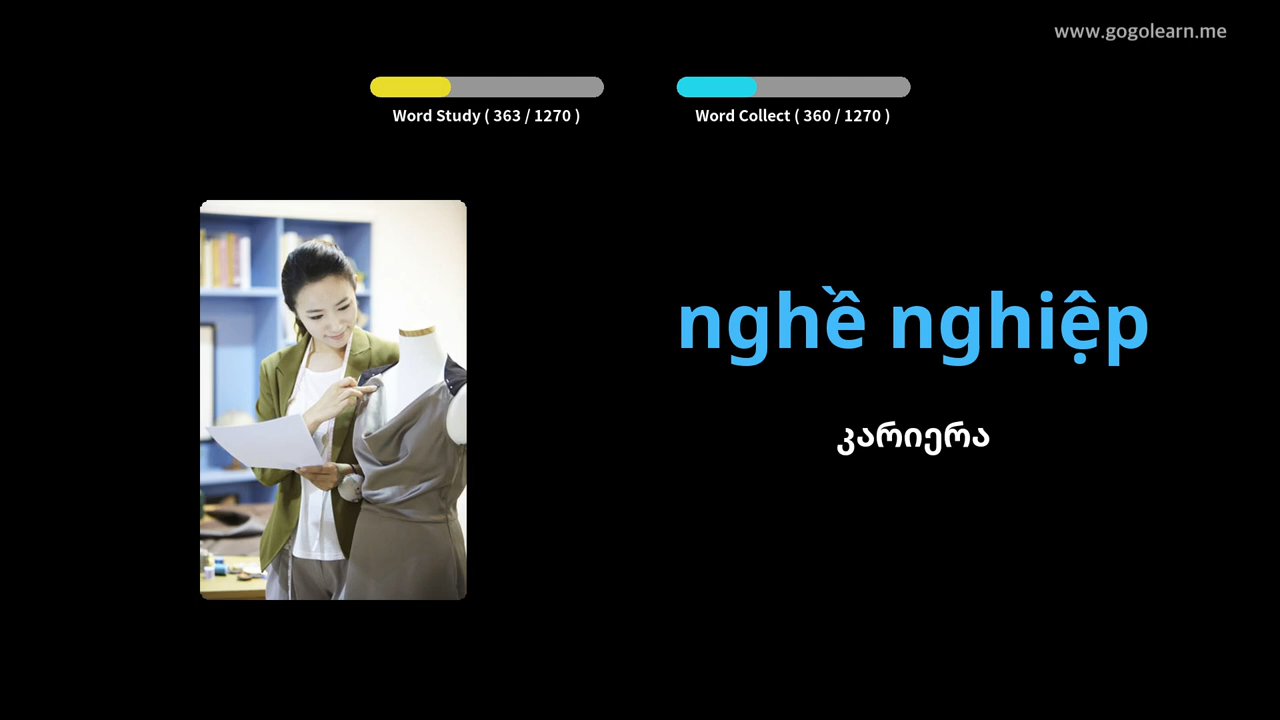 www.gogolearn.me
Word Study ( 363 / 1270 )
Word Collect ( 360 / 1270 )
nghề nghiệp
კარიერა